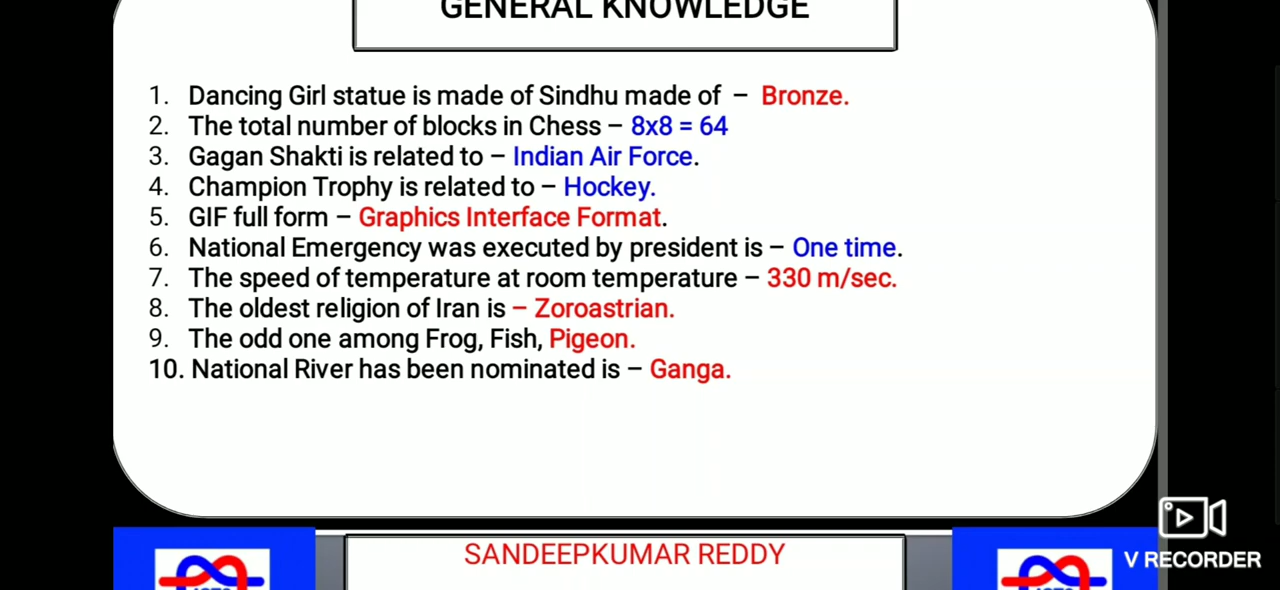 GENERAL KNOWLEDGE
1. Dancing Girl statue is made of Sindhu made of – Bronze.
2. The total number of blocks in Chess – 8x8 = 64
3. Gagan Shakti is related to – Indian Air Force.
4. Champion Trophy is related to – Hockey.
5. GIF full form – Graphics Interface Format.
6. National Emergency was executed by president is – One time.
7. The speed of temperature at room temperature – 330 m/sec.
8. The oldest religion of Iran is – Zoroastrian.
9. The odd one among Frog, Fish, Pigeon.
10. National River has been nominated is – Ganga.
SANDEEPKUMAR REDDY
V RECORDER